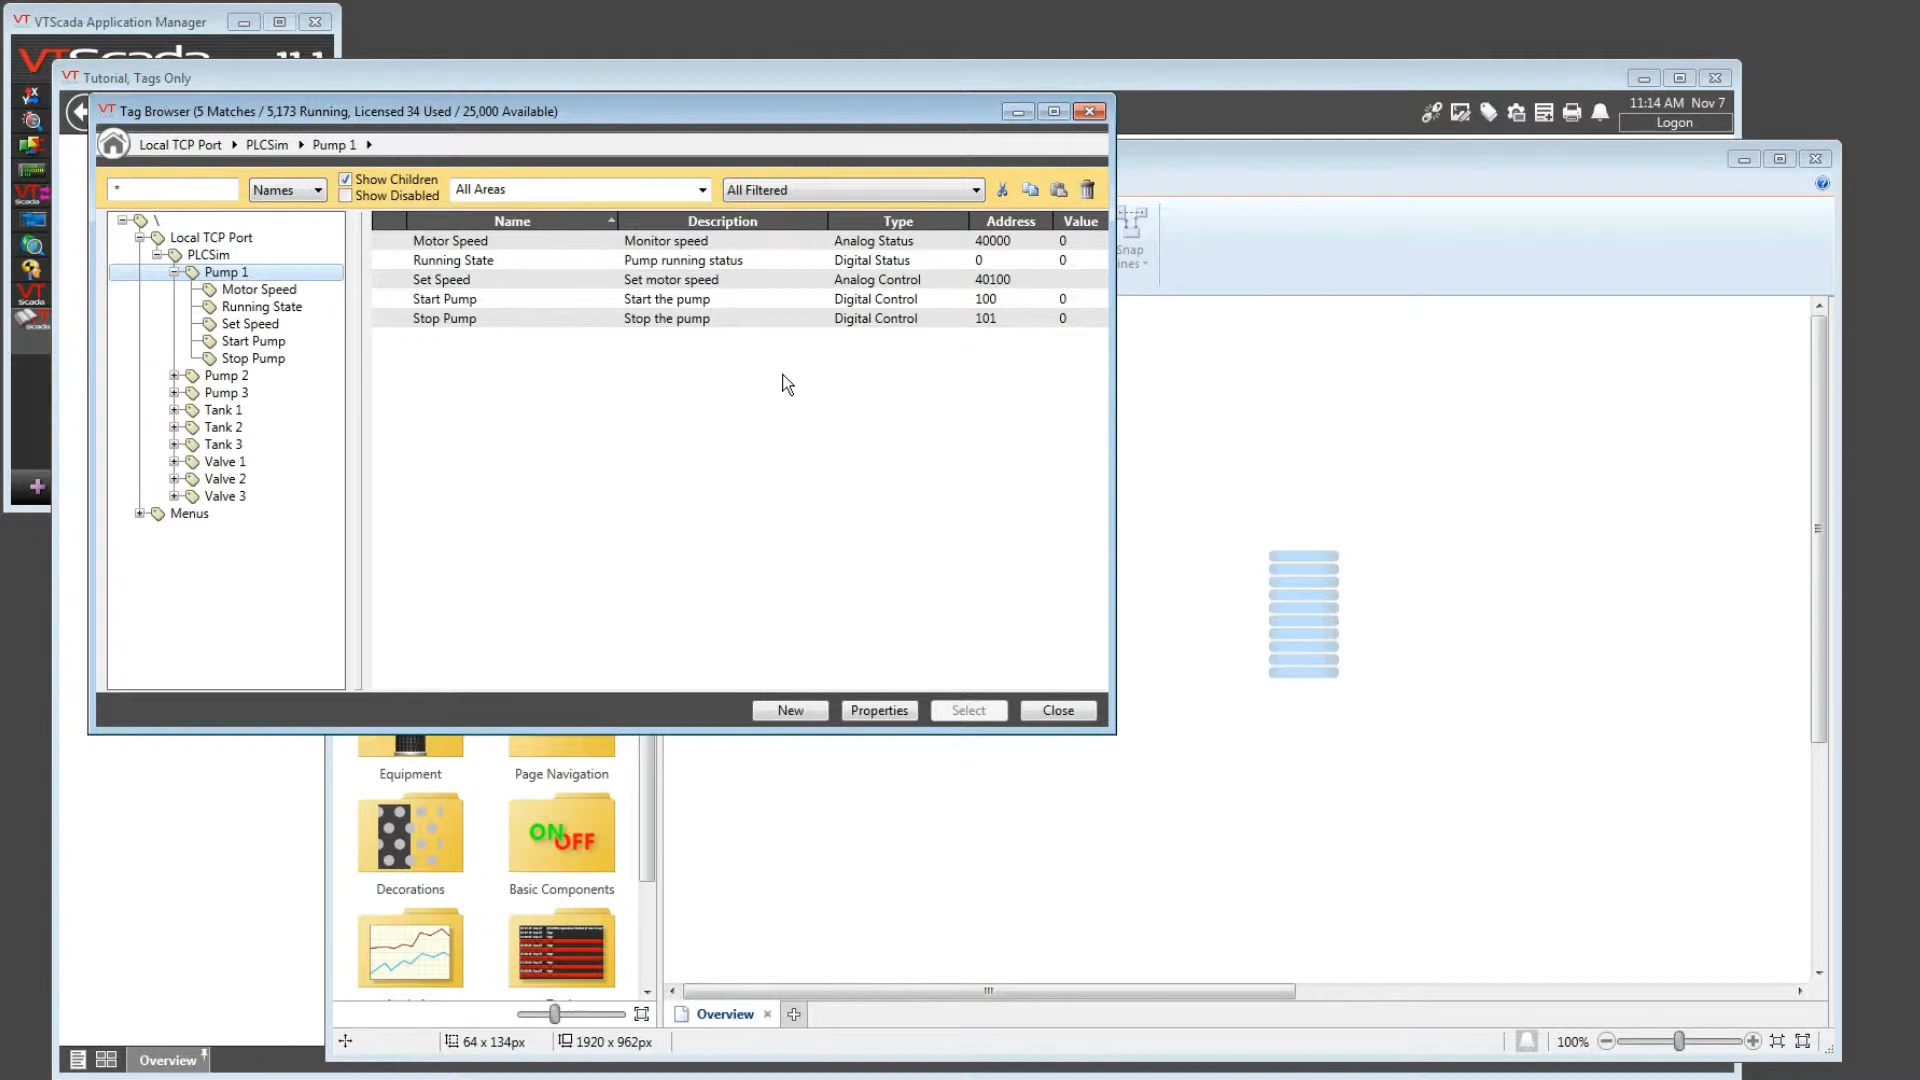 VTScada Application Manager
Tutorial, Tags Only
Tag Browser (5 Matches / 5,173 Running, Licensed 34 Used / 25,000 Available)
11:14 AM Nov 7
Logon
Local TCP Port PLCSim Pump 1
* Names Show Children Show Disabled All Areas All Filtered
Name Description Type Address Value
Motor Speed Monitor speed Analog Status 40000 0
Running State Pump running status Digital Status 0 0
Set Speed Set motor speed Analog Control 40100
Start Pump Start the pump Digital Control 100 0
Stop Pump Stop the pump Digital Control 101 0
\
Local TCP Port
PLCSim
Pump 1
Motor Speed
Running State
Set Speed
Start Pump
Stop Pump
Pump 2
Pump 3
Tank 1
Tank 2
Tank 3
Valve 1
Valve 2
Valve 3
Menus
Snap
New Properties Select Close
Equipment Page Navigation
ON OFF
Decorations Basic Components
Overview
64 x 134px 1920 x 962px 100%
Overview